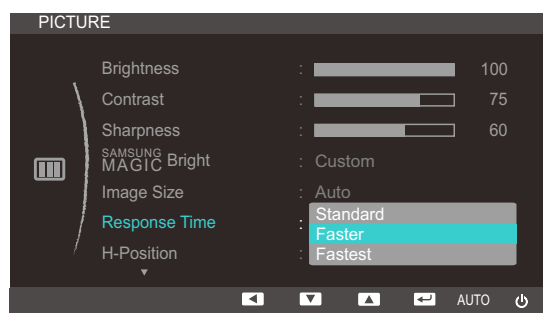 PICTURE
Brightness : 100
Contrast : 75
Sharpness : 60
SAMSUNG
MAGIC Bright : Custom
Image Size : Auto
Response Time : Standard
Faster
H-Position : Fastest
AUTO